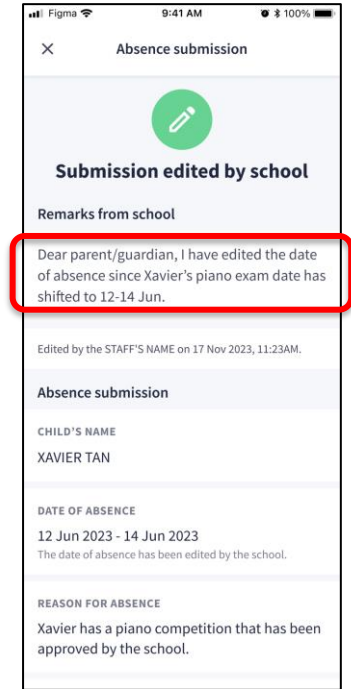 Figma 9:41 AM 100%
Absence submission
Submission edited by school
Remarks from school
Dear parent/guardian, I have edited the date
of absence since Xavier’s piano exam date has
shifted to 12-14 Jun.
Edited by the STAFF'S NAME on 17 Nov 2023, 11:23AM.
Absence submission
CHILD'S NAME
XAVIER TAN
DATE OF ABSENCE
12 Jun 2023 - 14 Jun 2023
The date of absence has been edited by the school.
REASON FOR ABSENCE
Xavier has a piano competition that has been
approved by the school.